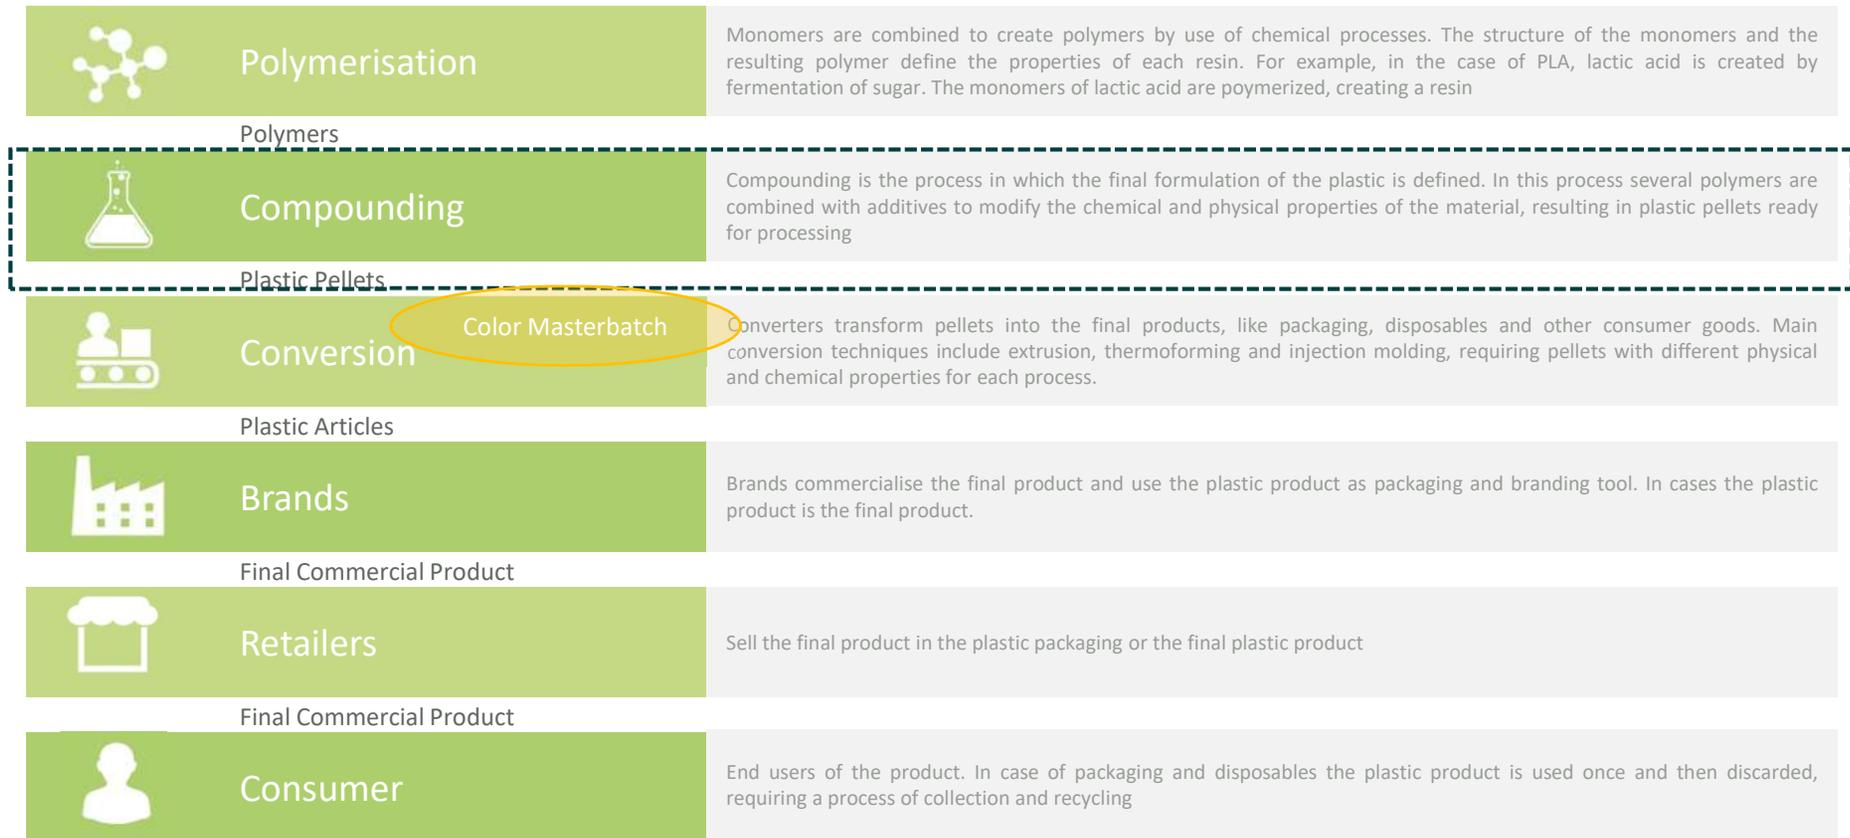 Polymerisation
Monomers are combined to create polymers by use of chemical processes. The structure of the monomers and the
resulting polymer define the properties of each resin. For example, in the case of PLA, lactic acid is created by
fermentation of sugar. The monomers of lactic acid are poymerized, creating a resin
Polymers
Compounding
Compounding is the process in which the final formulation of the plastic is defined. In this process several polymers are
combined with additives to modify the chemical and physical properties of the material, resulting in plastic pellets ready
for processing
Plastic Pellets
Color Masterbatch
Conversion
Converters transform pellets into the final products, like packaging, disposables and other consumer goods. Main
conversion techniques include extrusion, thermoforming and injection molding, requiring pellets with different physical
and chemical properties for each process.
Plastic Articles
Brands
Brands commercialise the final product and use the plastic product as packaging and branding tool. In cases the plastic
product is the final product.
Final Commercial Product
Retailers
Sell the final product in the plastic packaging or the final plastic product
Final Commercial Product
Consumer
End users of the product. In case of packaging and disposables the plastic product is used once and then discarded,
requiring a process of collection and recycling